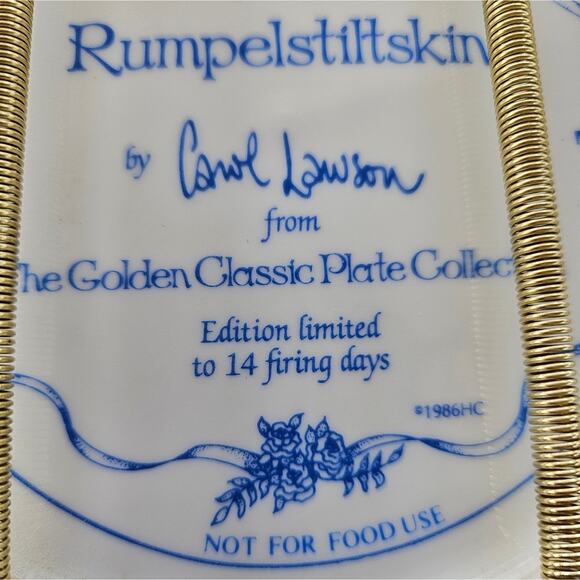 Rumpelstiltskin
by Carol Lawson
from
The Golden Classic Plate Collect
Edition limited
to 14 firing days
©1986HC
NOT FOR FOOD USE